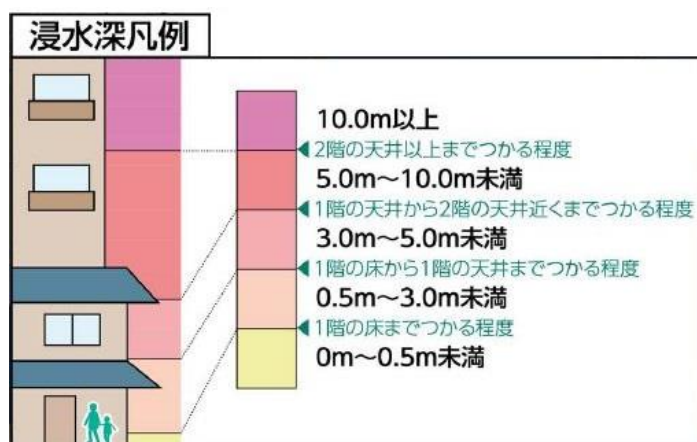 浸水深凡例
10.0m以上
2階の天井以上までつかる程度
5.0m～10.0m未満
1階の天井から2階の天井近くまでつかる程度
3.0m～5.0m未満
1階の床から1階の天井までつかる程度
0.5m～3.0m未満
1階の床までつかる程度
0m～0.5m未満